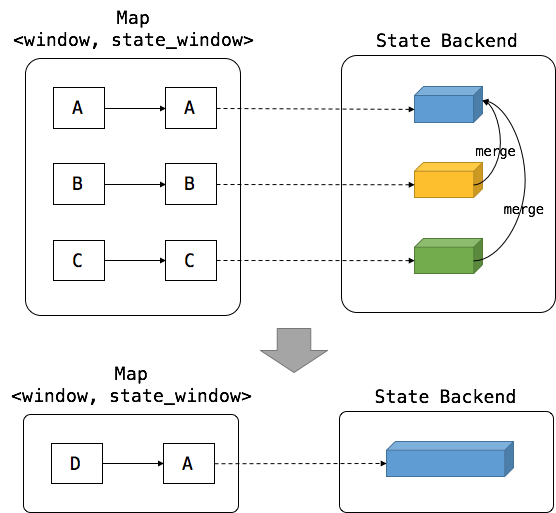 Map
<window, state_window>
State Backend
A A
B B
C C
merge
merge
Map
<window, state_window>
State Backend
D A